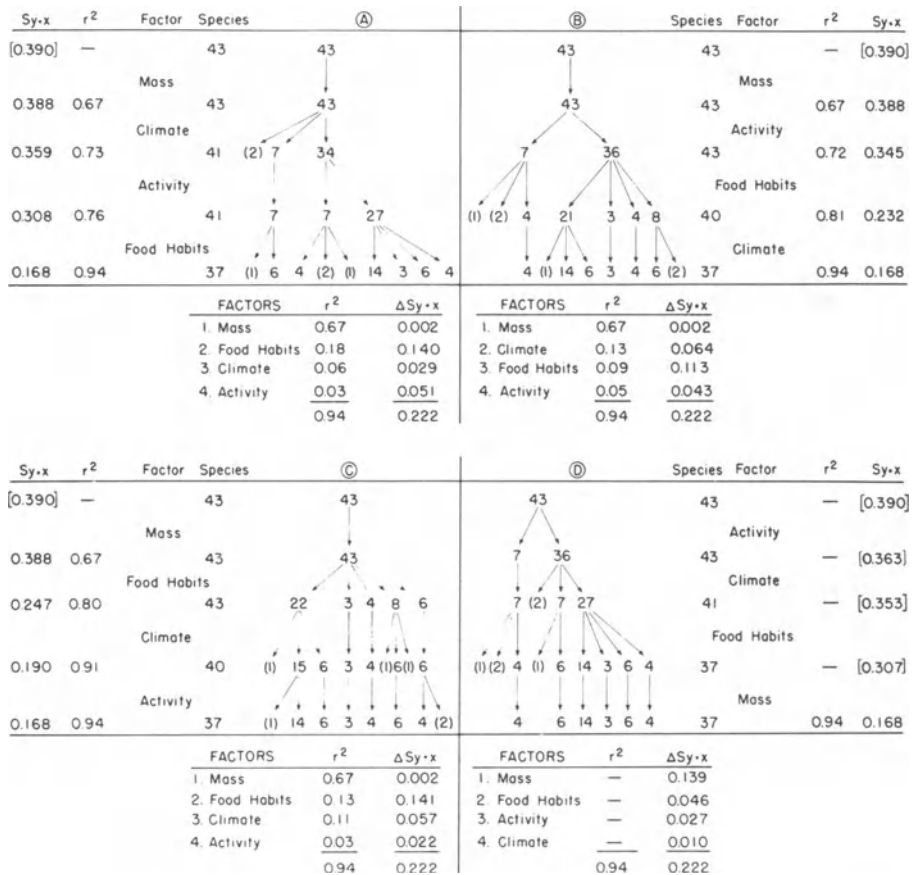 Sy·x r² Factor Species Ⓐ
[0.390] — 43 43
Mass
0.388 0.67 43 43
Climate
0.359 0.73 41 (2) 7 34
Activity
0.308 0.76 41 7 7 27
Food Habits
0.168 0.94 37 (1) 6 4 (2) (1) 14 3 6 4
FACTORS r² ΔSy·x
1. Mass 0.67 0.002
2. Food Habits 0.18 0.140
3. Climate 0.06 0.029
4. Activity 0.03 0.051
0.94 0.222
Ⓑ Species Factor r² Sy·x
43 43 — [0.390]
Mass
43 43 0.67 0.388
Activity
7 36 43 0.72 0.345
Food Habits
(1) (2) 4 21 3 4 8 40 0.81 0.232
Climate
4 (1) 14 6 3 4 6 (2) 37 0.94 0.168
FACTORS r² ΔSy·x
1. Mass 0.67 0.002
2. Climate 0.13 0.064
3. Food Habits 0.09 0.113
4. Activity 0.05 0.043
0.94 0.222
Sy·x r² Factor Species Ⓒ
[0.390] — 43 43
Mass
0.388 0.67 43 43
Food Habits
0.247 0.80 43 22 3 4 8 6
Climate
0.190 0.91 40 (1) 15 6 3 4 (1) 6 (1) 6
Activity
0.168 0.94 37 (1) 14 6 3 4 6 4 (2)
FACTORS r² ΔSy·x
1. Mass 0.67 0.002
2. Food Habits 0.13 0.141
3. Climate 0.11 0.057
4. Activity 0.03 0.022
0.94 0.222
Ⓓ Species Factor r² Sy·x
43 43 — [0.390]
Activity
7 36 43 — [0.363]
Climate
7 (2) 7 27 41 — [0.353]
Food Habits
(1) (2) 4 (1) 6 14 3 6 4 37 — [0.307]
Mass
4 6 14 3 6 4 37 0.94 0.168
FACTORS r² ΔSy·x
1. Mass — 0.139
2. Food Habits — 0.046
3. Activity — 0.027
4. Climate — 0.010
0.94 0.222